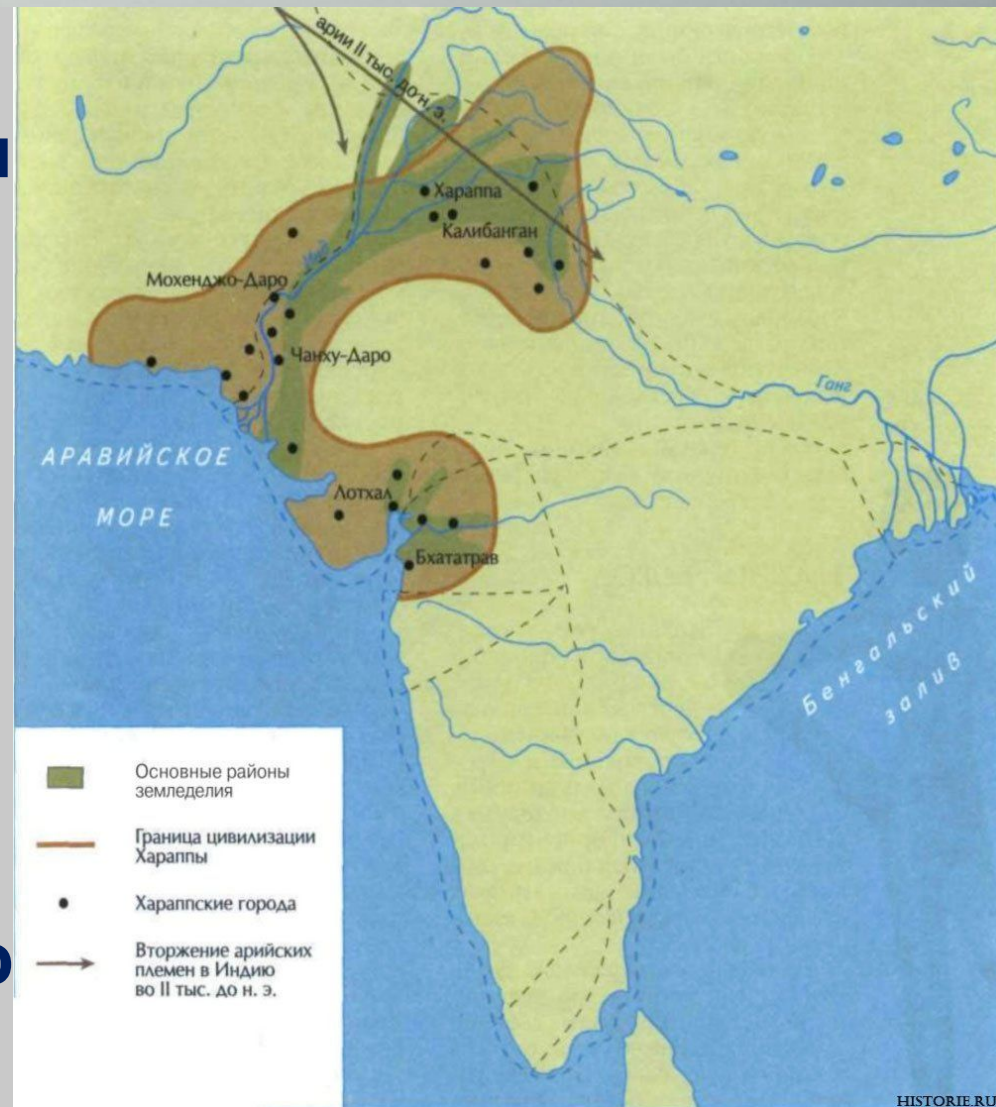 арии II тыс. до н. э.
Хараппа
Калибанган
Инд
Мохенджо-Даро
Чанху-Даро
Ганг
АРАВИЙСКОЕ
МОРЕ
Лотхал
Бхататрав
Бенгальский
залив
Основные районы
земледелия
Граница цивилизации
Хараппы
Хараппские города
Вторжение арийских
племен в Индию
во II тыс. до н. э.
HISTORIE.RU